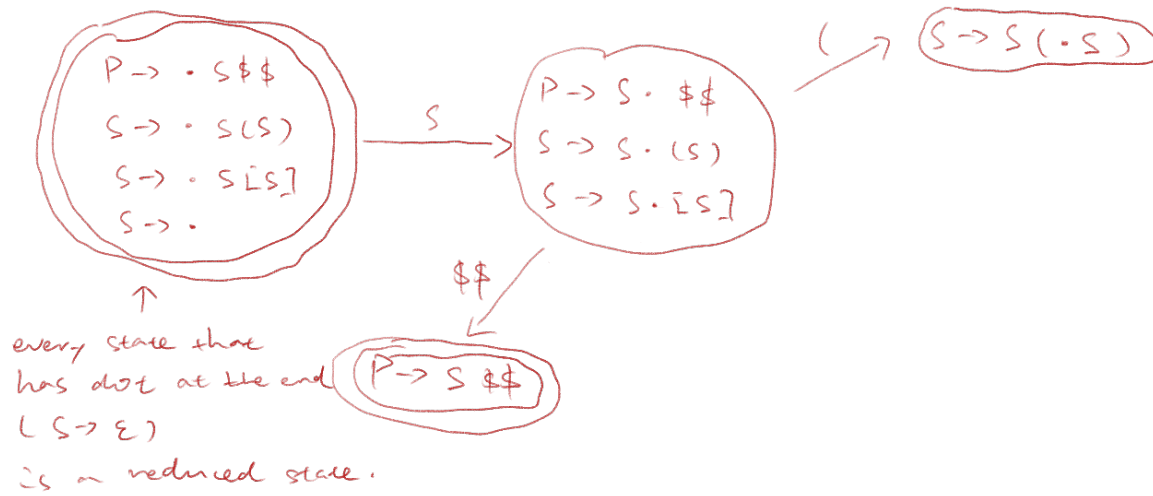 P -> · S$$
S -> · S(S)
S -> · S[S]
S -> ·
S
P -> S · $$
S -> S · (S)
S -> S · [S]
(
S -> S ( · S )
$$
P -> S $$
↑
every state that
has dot at the end
( S -> ε )
is a reduced state.